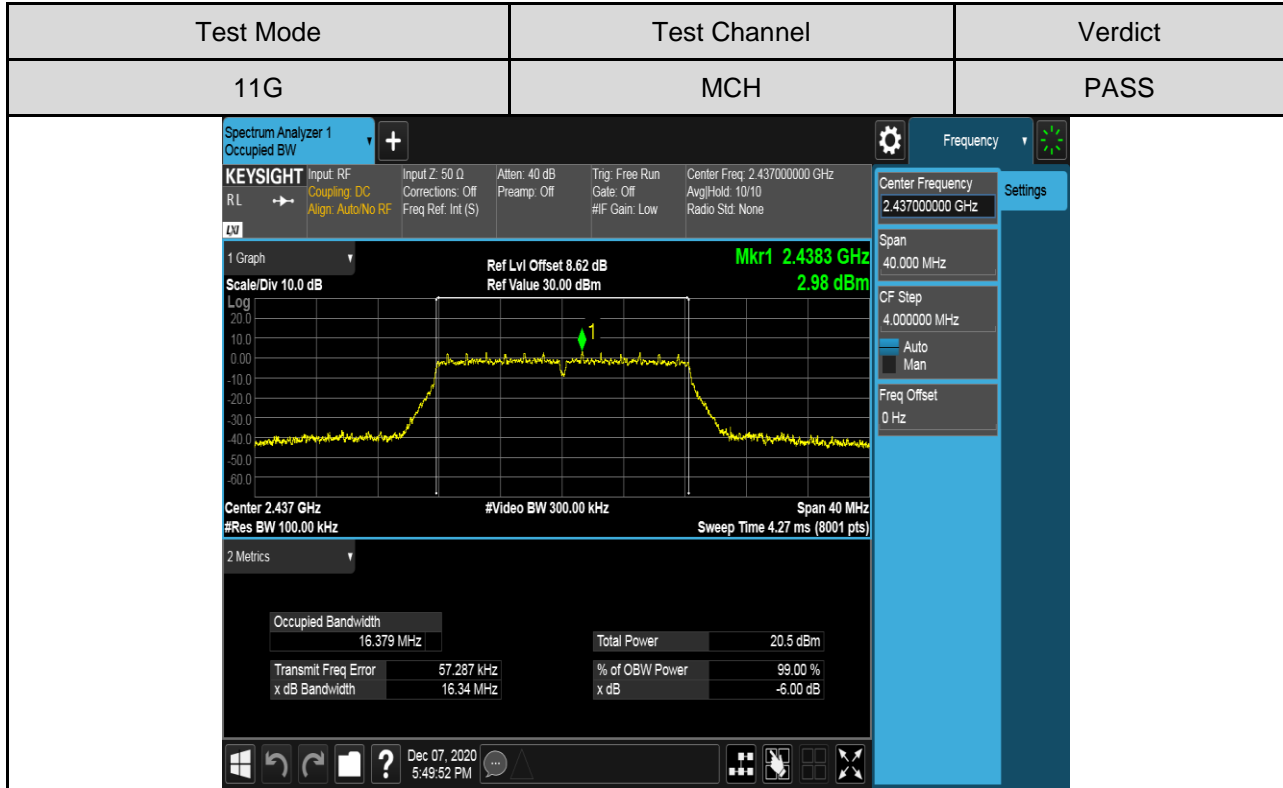 Test Mode Test Channel Verdict
11G MCH PASS
Spectrum Analyzer 1
Occupied BW
+
Frequency
KEYSIGHT Input: RF Input Z: 50 Ω Atten: 40 dB Trig: Free Run Center Freq: 2.437000000 GHz
Coupling: DC Corrections: Off Preamp: Off Gate: Off Avg|Hold: 10/10
RL Align: Auto/No RF Freq Ref: Int (S) #IF Gain: Low Radio Std: None
LXI
Center Frequency
2.437000000 GHz
Settings
Span
40.000 MHz
CF Step
4.000000 MHz
Auto
Man
Freq Offset
0 Hz
1 Graph
Ref Lvl Offset 8.62 dB
Mkr1 2.4383 GHz
Scale/Div 10.0 dB Ref Value 30.00 dBm 2.98 dBm
Log
20.0
10.0
0.00
-10.0
-20.0
-30.0
-40.0
-50.0
-60.0
1
Center 2.437 GHz #Video BW 300.00 kHz Span 40 MHz
#Res BW 100.00 kHz Sweep Time 4.27 ms (8001 pts)
2 Metrics
Occupied Bandwidth
16.379 MHz Total Power 20.5 dBm
Transmit Freq Error 57.287 kHz % of OBW Power 99.00 %
x dB Bandwidth 16.34 MHz x dB -6.00 dB
? Dec 07, 2020
5:49:52 PM